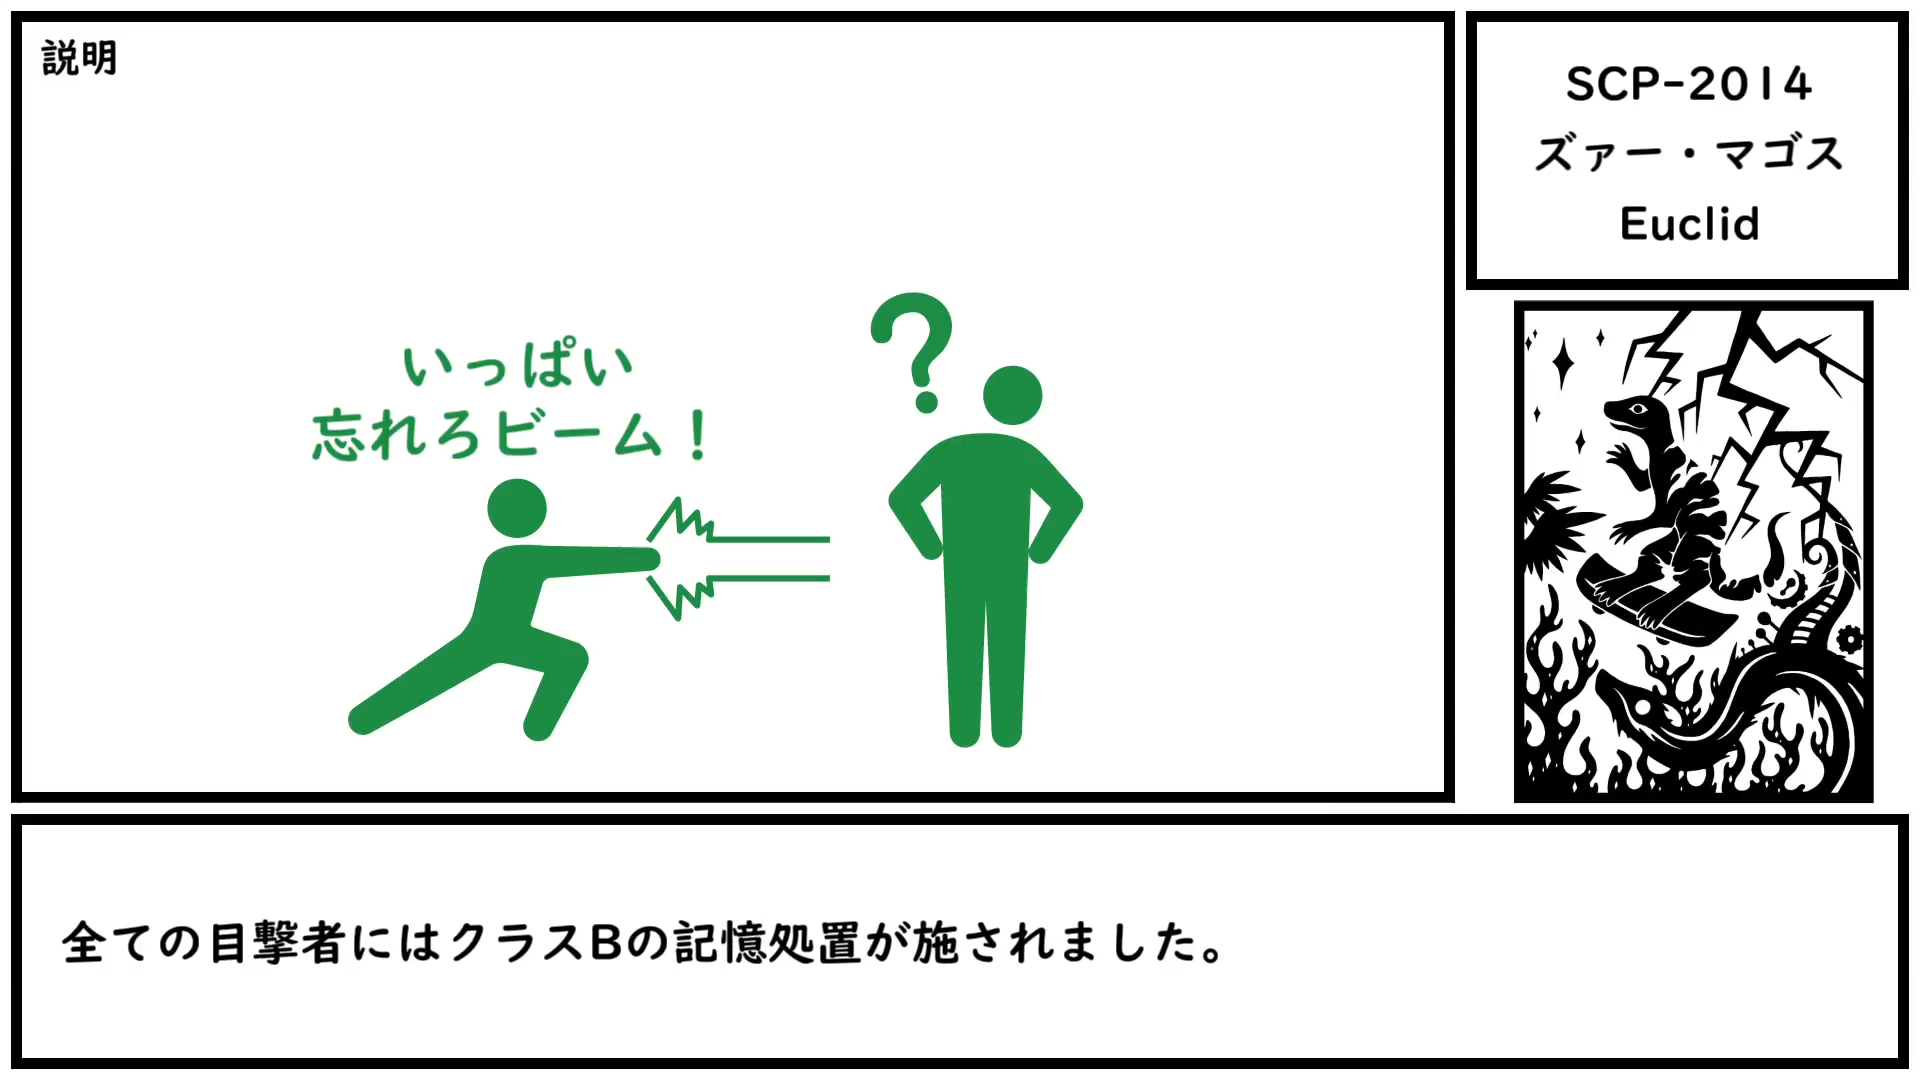 説明
SCP-2014
ズァー・マゴス
Euclid
いっぱい
忘れろビーム！
?
全ての目撃者にはクラスBの記憶処置が施されました。